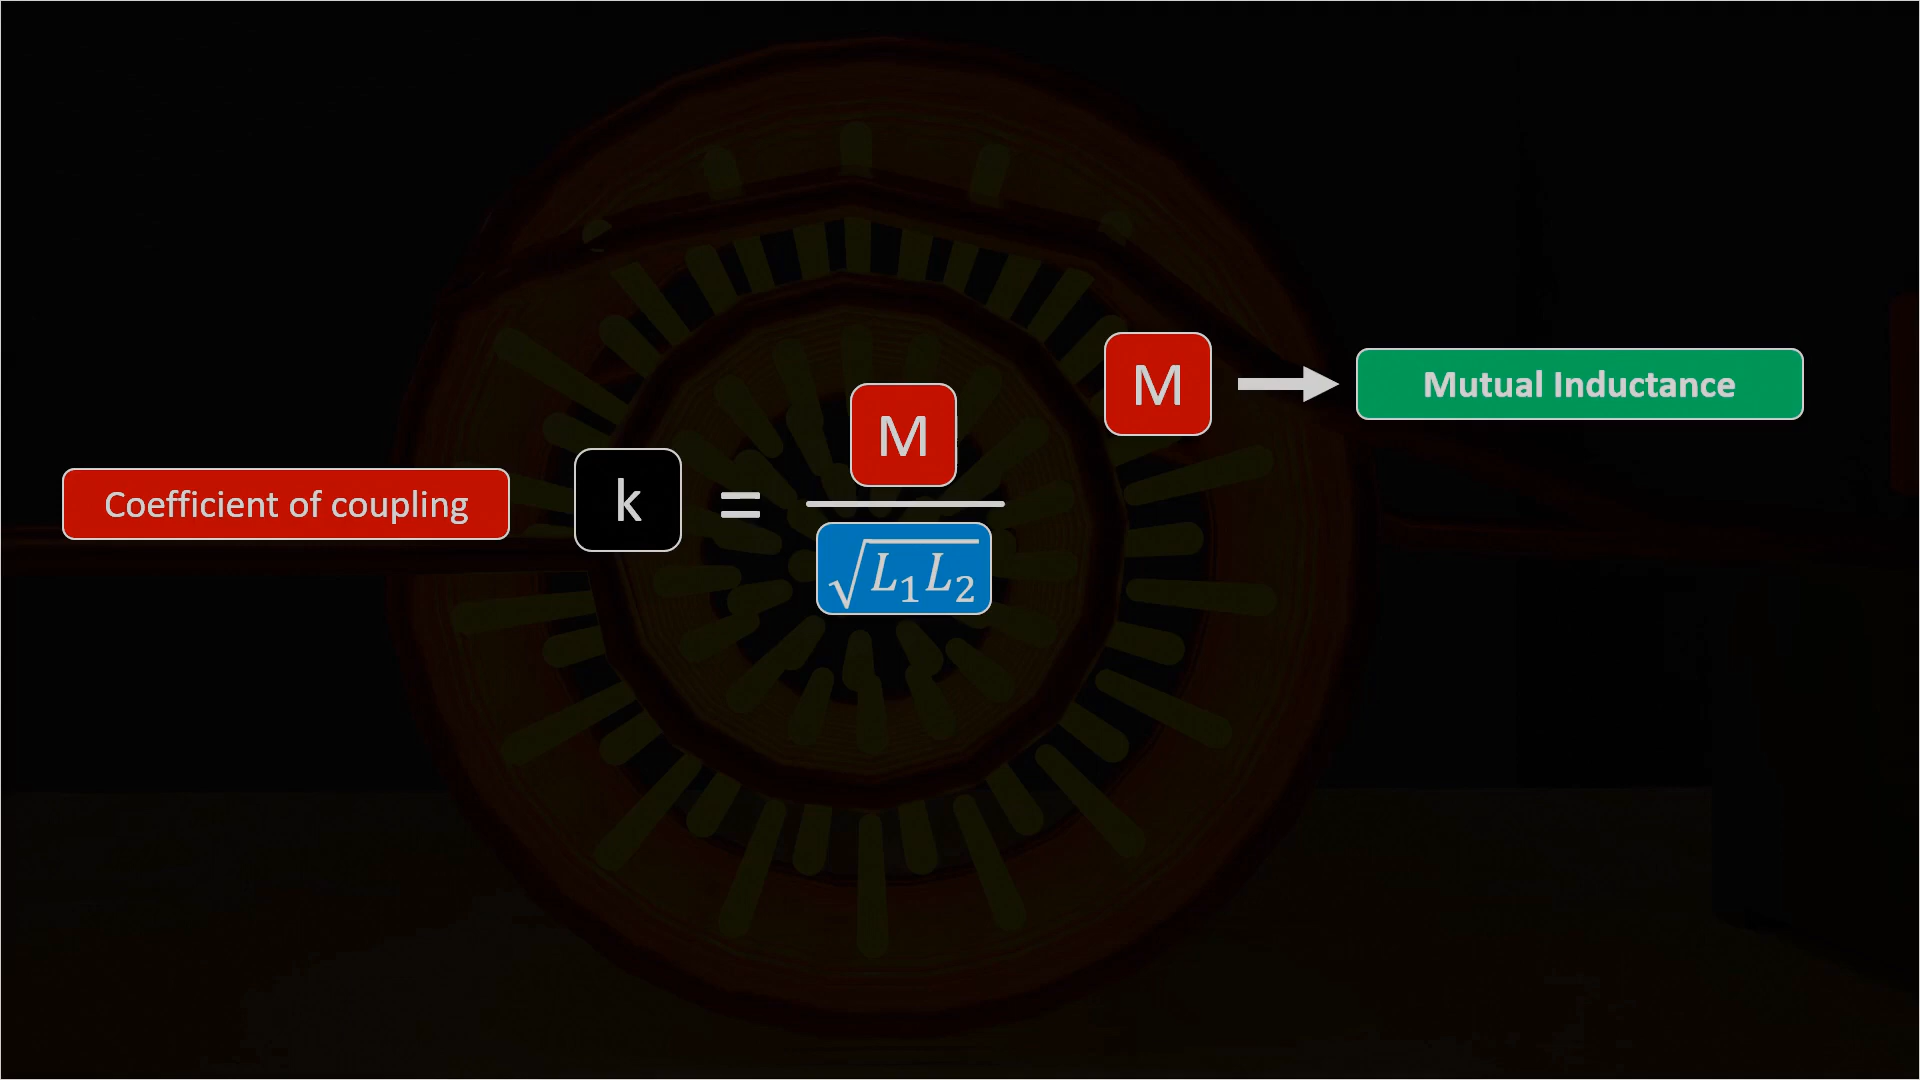 M → Mutual Inductance
Coefficient of coupling k = M / √L₁L₂